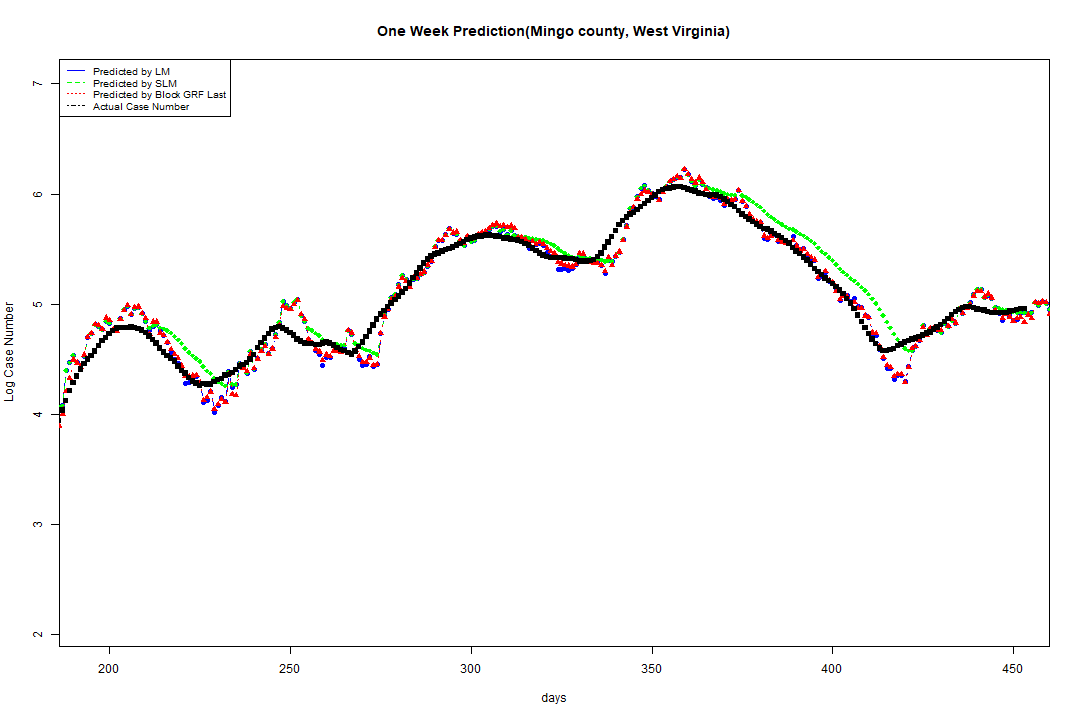 One Week Prediction(Mingo county, West Virginia)
Predicted by LM
Predicted by SLM
Predicted by Block GRF Last
Actual Case Number
7
6
5
4
3
2
Log Case Number
200 250 300 350 400 450
days